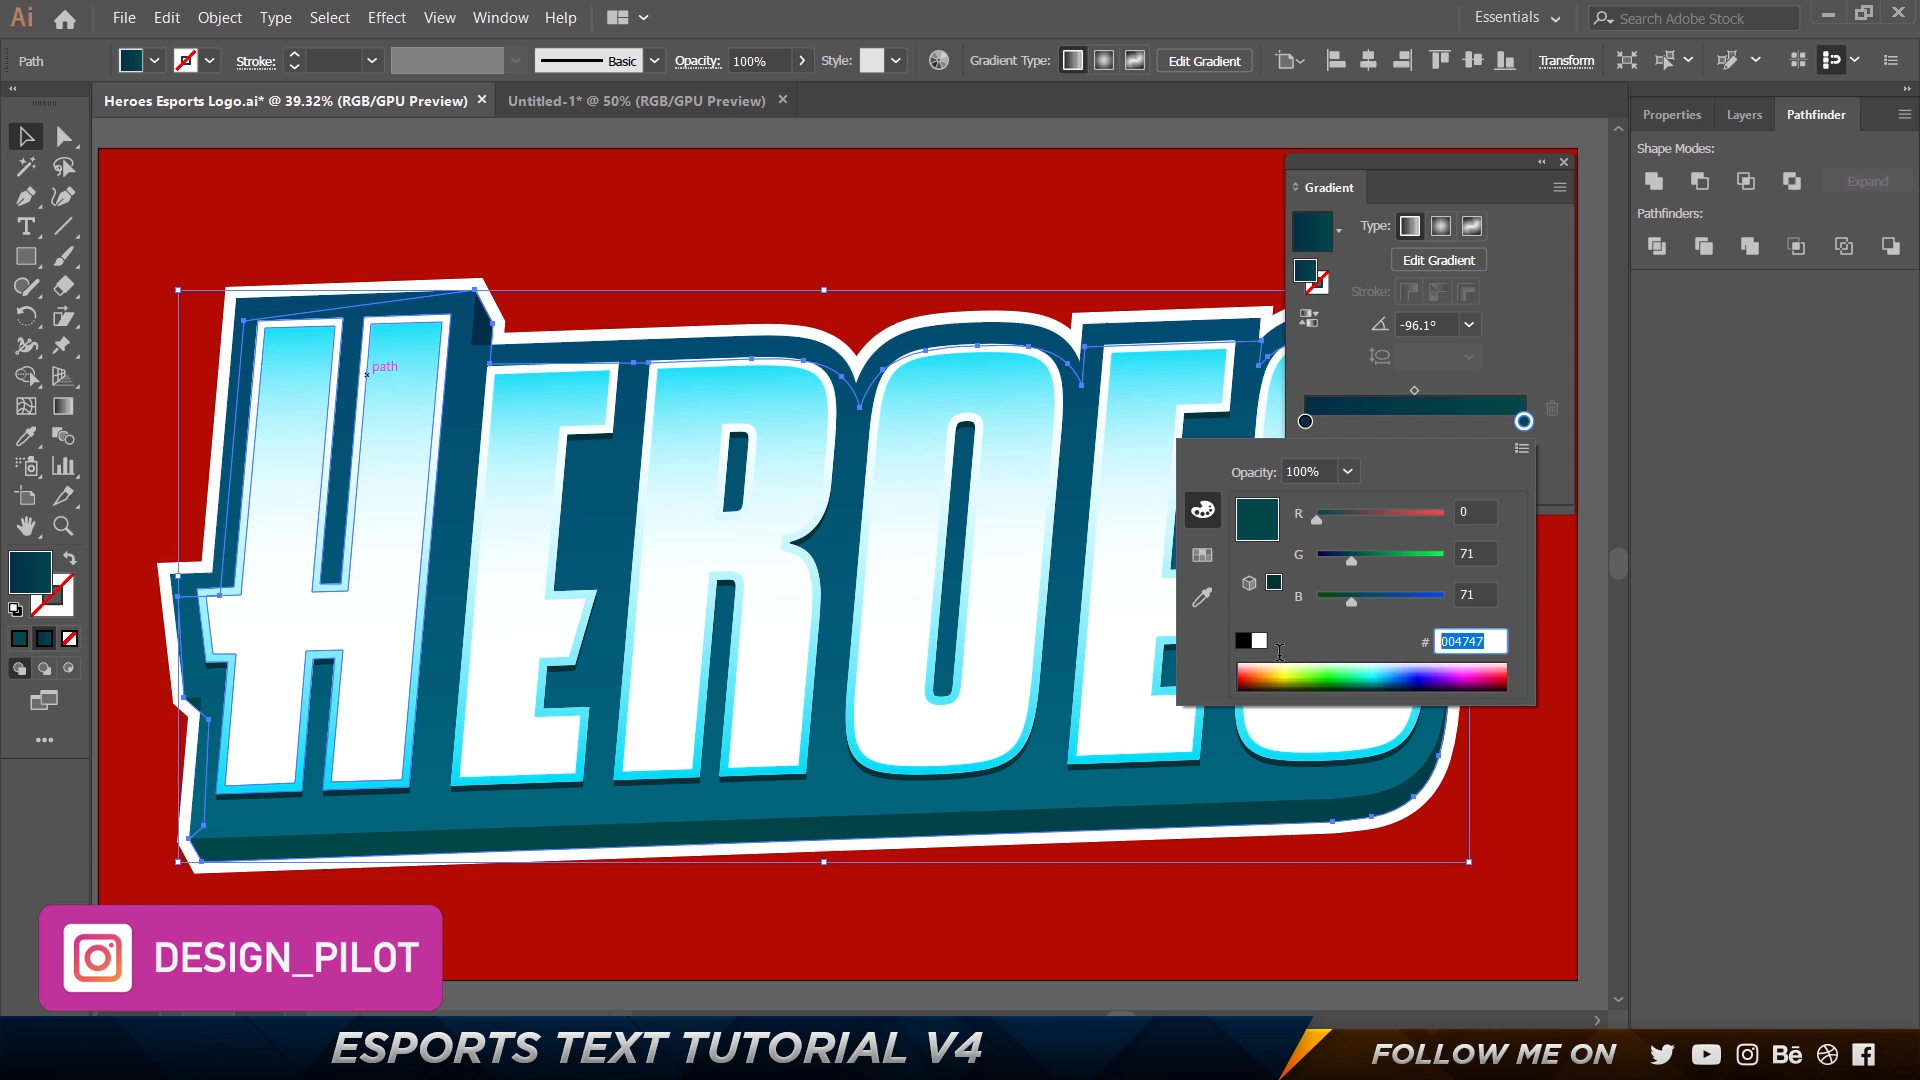 Ai File Edit Object Type Select Effect View Window Help Essentials Search Adobe Stock
Path Stroke: Basic Opacity: 100% Style: Gradient Type: Edit Gradient Transform
Heroes Esports Logo.ai* @ 39.32% (RGB/GPU Preview) × Untitled-1* @ 50% (RGB/GPU Preview) ×
Properties Layers Pathfinder
Shape Modes:
Expand
Pathfinders:
Gradient
Type:
Edit Gradient
Stroke:
-96.1°
path
HEROES
Opacity: 100%
R 0
G 71
B 71
# 004747
DESIGN_PILOT
ESPORTS TEXT TUTORIAL V4
FOLLOW ME ON Bē